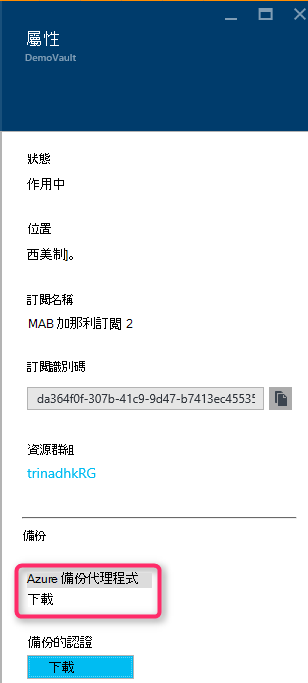 屬性
DemoVault
狀態
作用中
位置
西美制j。
訂閱名稱
MAB 加那利訂閱 2
訂閱識別碼
da364f0f-307b-41c9-9d47-b7413ec45535
資源群組
trinadhkRG
備份
Azure 備份代理程式
下載
備份的認證
下載